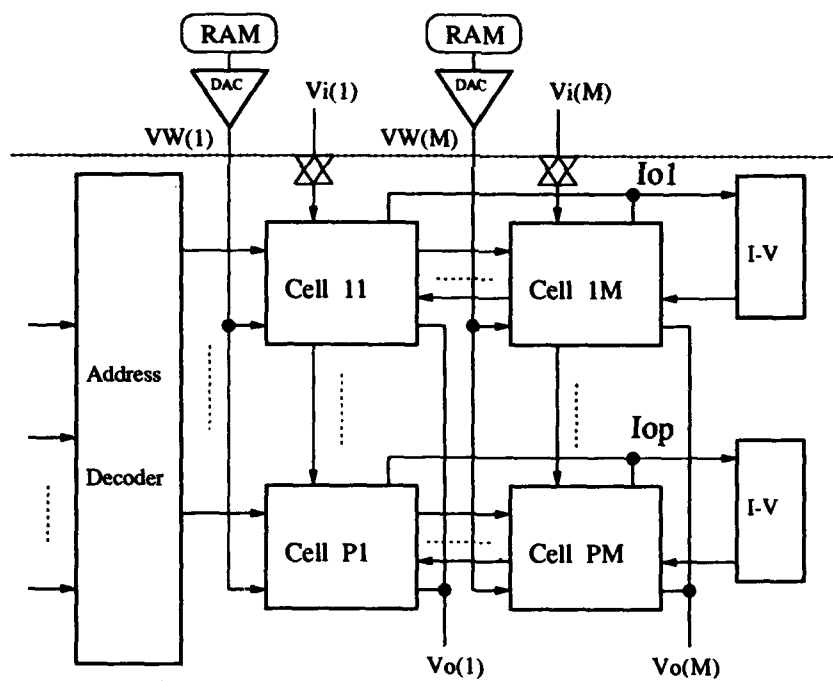 RAM
RAM
DAC
DAC
Vi(1)
Vi(M)
VW(1)
VW(M)
Io1
I-V
Cell 11
Cell 1M
Address
Decoder
Iop
I-V
Cell P1
Cell PM
Vo(1)
Vo(M)